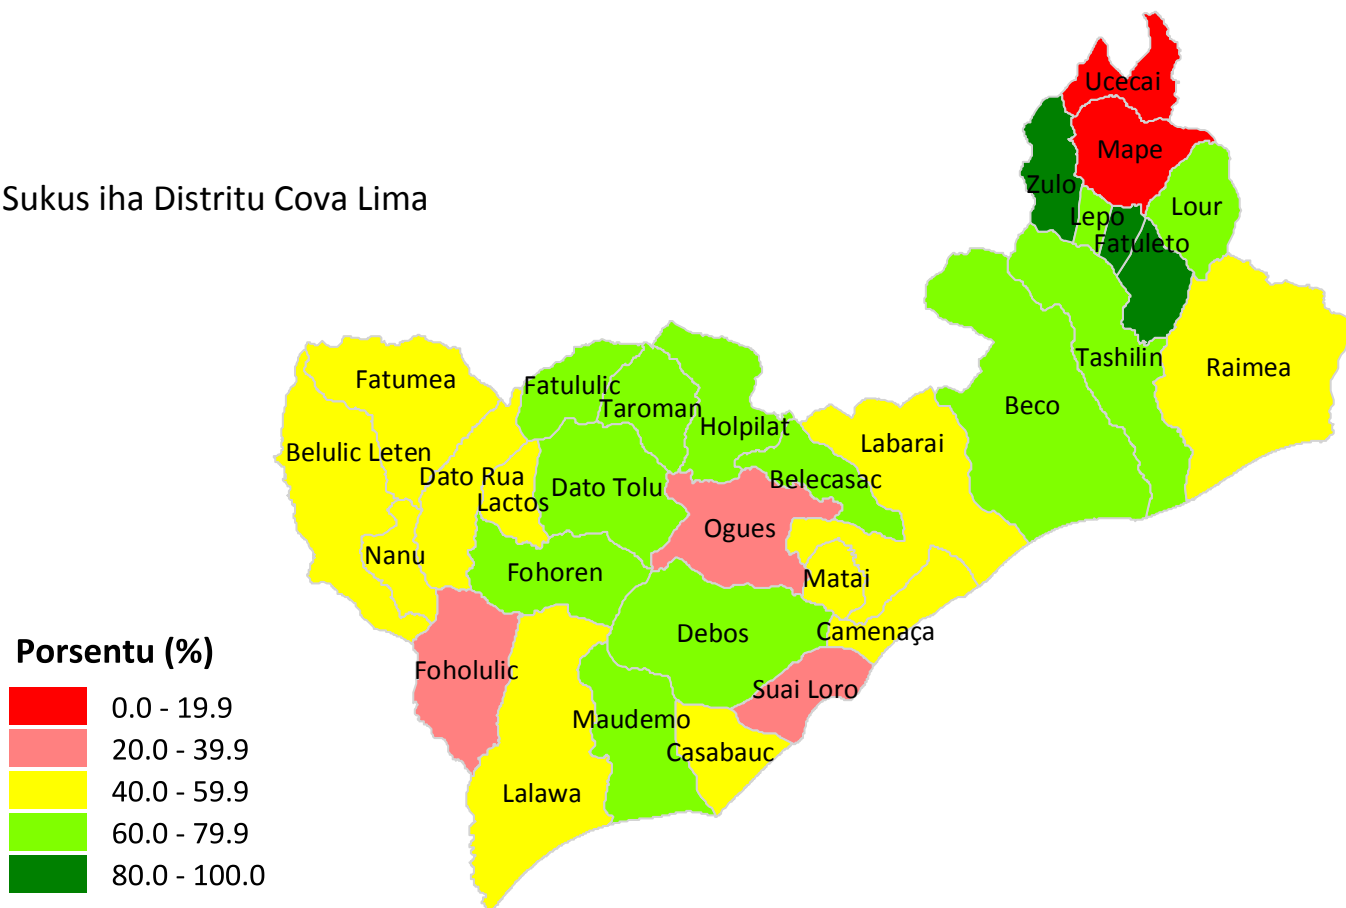 Ucecai
Mape
Zulo
Sukus iha Distritu Cova Lima
Lepo
Lour
Fatuleto
Tashilin
Raimea
Fatumea
Fatululic
Taroman
Beco
Holpilat
Labarai
Belulic Leten
Dato Rua
Lactos
Dato Tolu
Belecasac
Ogues
Nanu
Fohoren
Matai
Debos
Camenaça
Foholulic
Suai Loro
Maudemo
Casabauc
Lalawa
Porsentu (%)
0.0 - 19.9
20.0 - 39.9
40.0 - 59.9
60.0 - 79.9
80.0 - 100.0